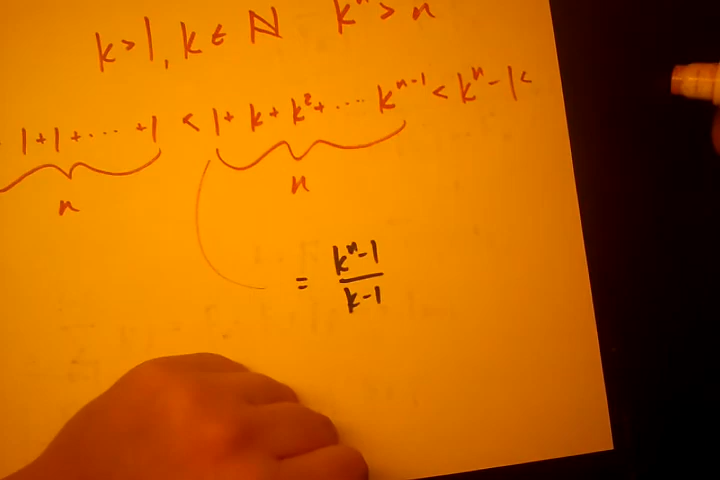 k > 1, k ∈ ℕ kⁿ > n
1+1+....+1 < 1+ k + k²+ .... kⁿ⁻¹ < kⁿ - 1 <
n n
= kⁿ-1
k-1